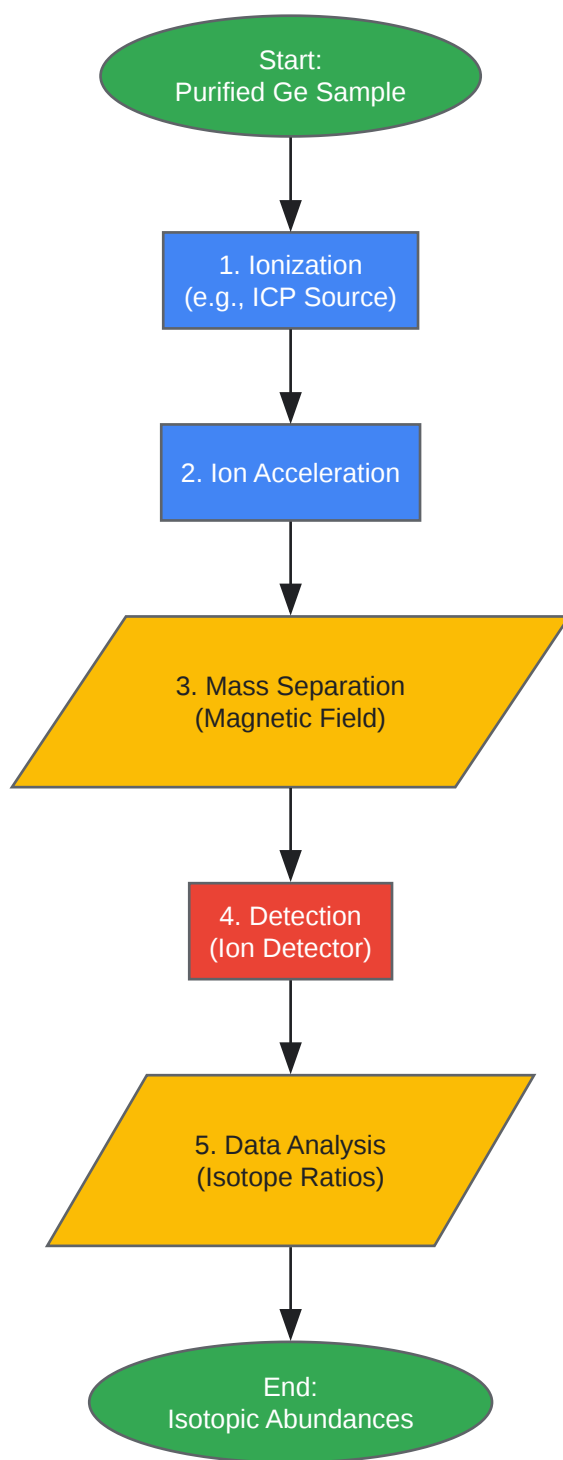 Start:
Purified Ge Sample
1. Ionization
(e.g., ICP Source)
2. Ion Acceleration
3. Mass Separation
(Magnetic Field)
4. Detection
(Ion Detector)
5. Data Analysis
(Isotope Ratios)
End:
Isotopic Abundances